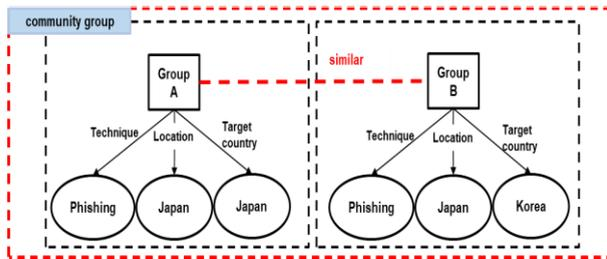 community group
similar
Group
A
Group
B
Technique
Location
Target
country
Technique
Location
Target
country
Phishing
Japan
Japan
Phishing
Japan
Korea